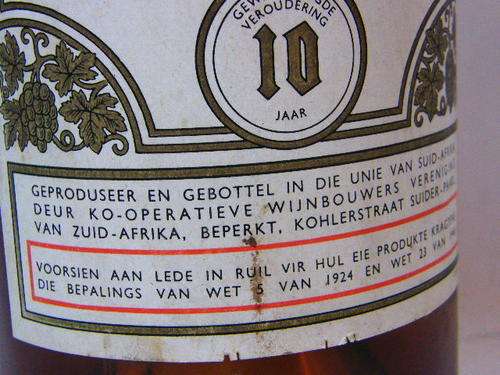 VEROUDERING
10
JAAR
GEPRODUSEER EN GEBOTTEL IN DIE UNIE VAN SUID-AFRIKA
DEUR KO-OPERATIEVE WIJNBOUWERS VERENIGING
VAN ZUID-AFRIKA, BEPERKT, KOHLERSTRAAT SUIDER-PAARL
VOORSIEN AAN LEDE IN RUIL VIR HUL EIE PRODUKTE KRAGTENS
DIE BEPALINGS VAN WET 5 VAN 1924 EN WET 23 VAN